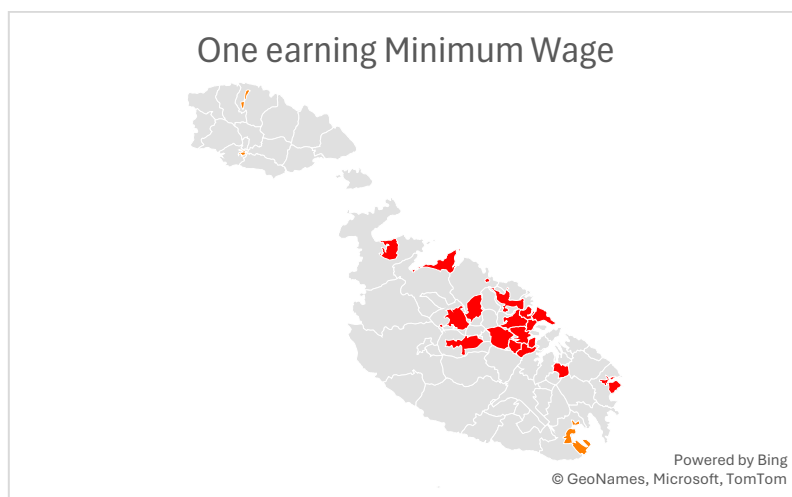 One earning Minimum Wage
Powered by Bing
© GeoNames, Microsoft, TomTom